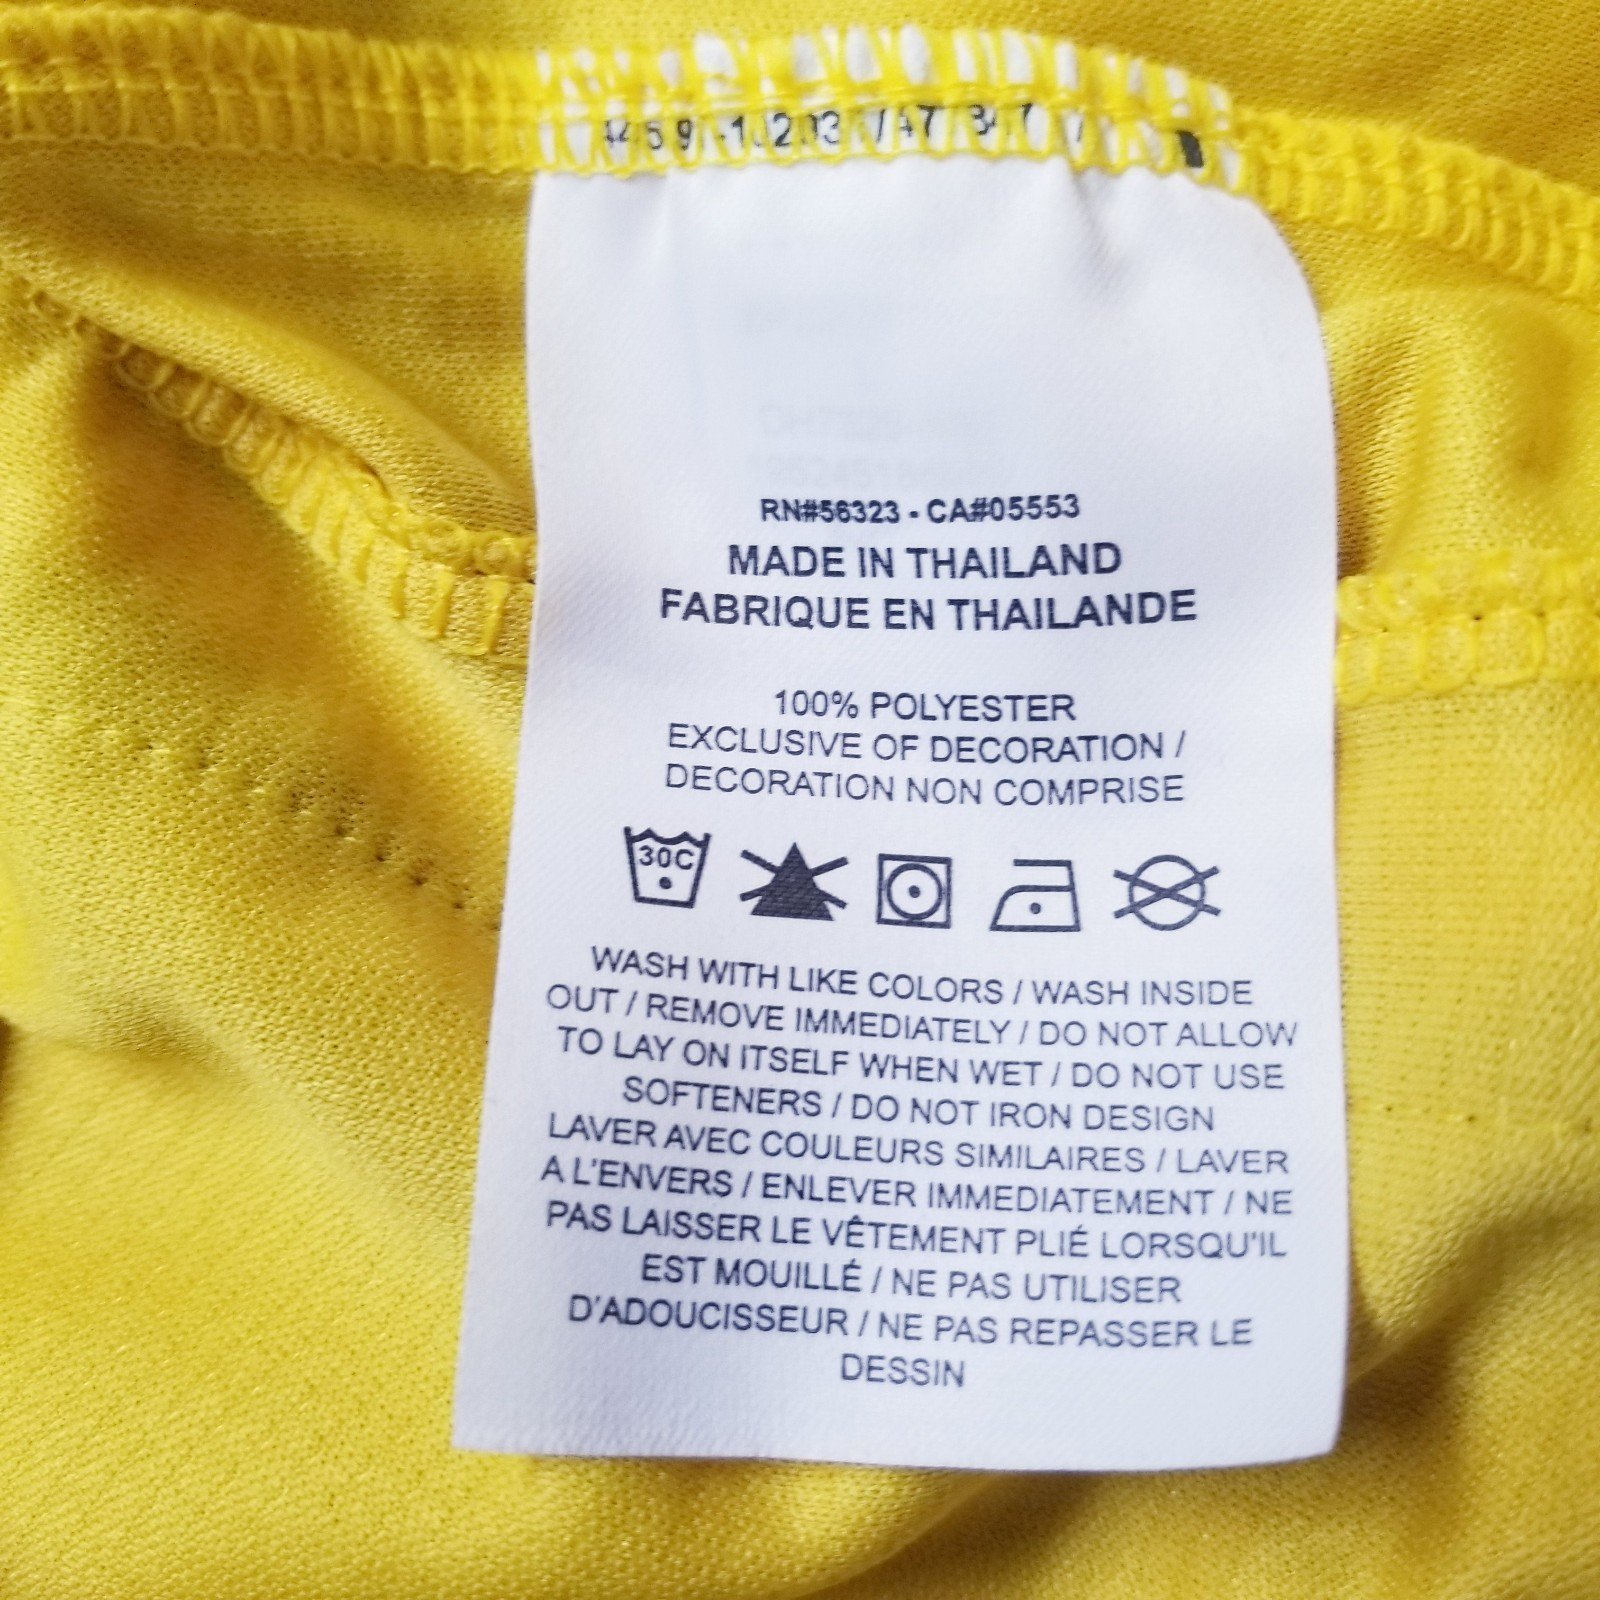 RN#56323 - CA#05553
MADE IN THAILAND
FABRIQUE EN THAILANDE
100% POLYESTER
EXCLUSIVE OF DECORATION /
DECORATION NON COMPRISE
30C
WASH WITH LIKE COLORS / WASH INSIDE
OUT / REMOVE IMMEDIATELY / DO NOT ALLOW
TO LAY ON ITSELF WHEN WET / DO NOT USE
SOFTENERS / DO NOT IRON DESIGN
LAVER AVEC COULEURS SIMILAIRES / LAVER
A L'ENVERS / ENLEVER IMMEDIATEMENT / NE
PAS LAISSER LE VÊTEMENT PLIÉ LORSQU'IL
EST MOUILLÉ / NE PAS UTILISER
D'ADOUCISSEUR / NE PAS REPASSER LE
DESSIN